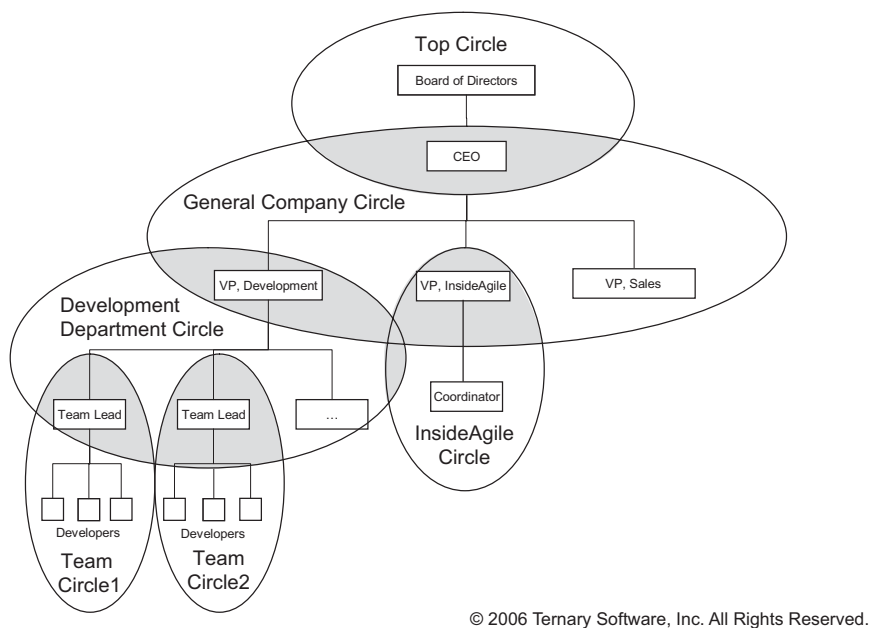 Top Circle
Board of Directors
CEO
General Company Circle
VP, Development
VP, InsideAgile
VP, Sales
Development
Department Circle
Team Lead
Team Lead
…
Coordinator
InsideAgile
Circle
Developers
Developers
Team
Circle1
Team
Circle2
© 2006 Ternary Software, Inc. All Rights Reserved.